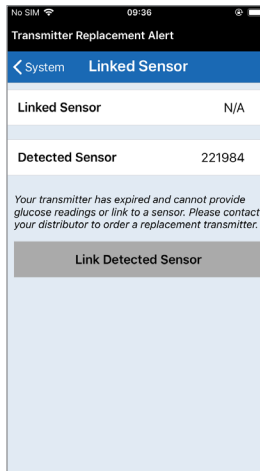 No SIM 09:36
Transmitter Replacement Alert
System Linked Sensor
Linked Sensor N/A
Detected Sensor 221984
Your transmitter has expired and cannot provide
glucose readings or link to a sensor. Please contact
your distributor to order a replacement transmitter.
Link Detected Sensor